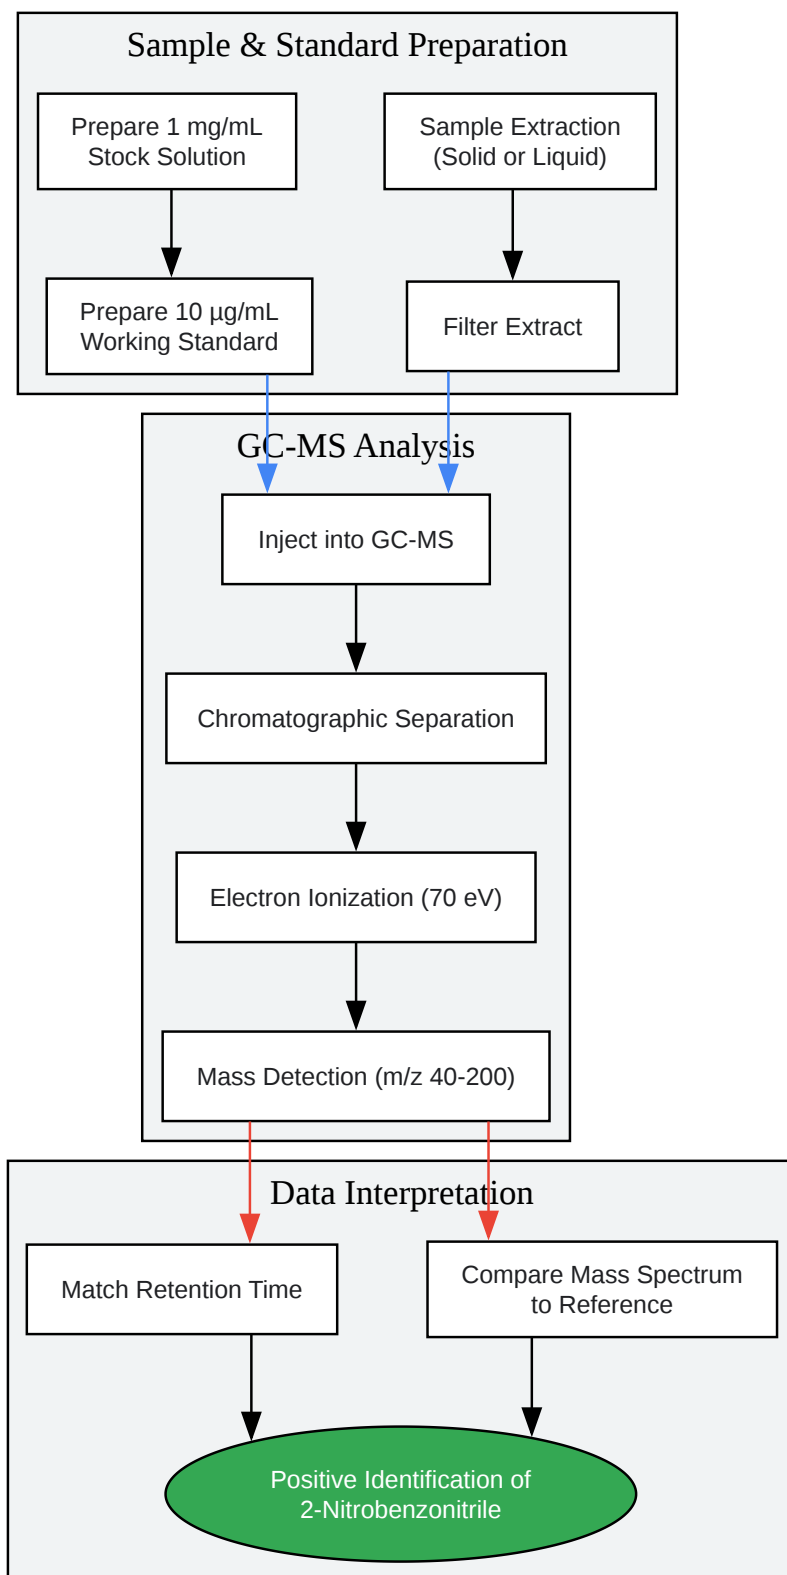 Sample & Standard Preparation
Prepare 1 mg/mL
Stock Solution
Sample Extraction
(Solid or Liquid)
Prepare 10 µg/mL
Working Standard
Filter Extract
GC-MS Analysis
Inject into GC-MS
Chromatographic Separation
Electron Ionization (70 eV)
Mass Detection (m/z 40-200)
Data Interpretation
Match Retention Time
Compare Mass Spectrum
to Reference
Positive Identification of
2-Nitrobenzonitrile